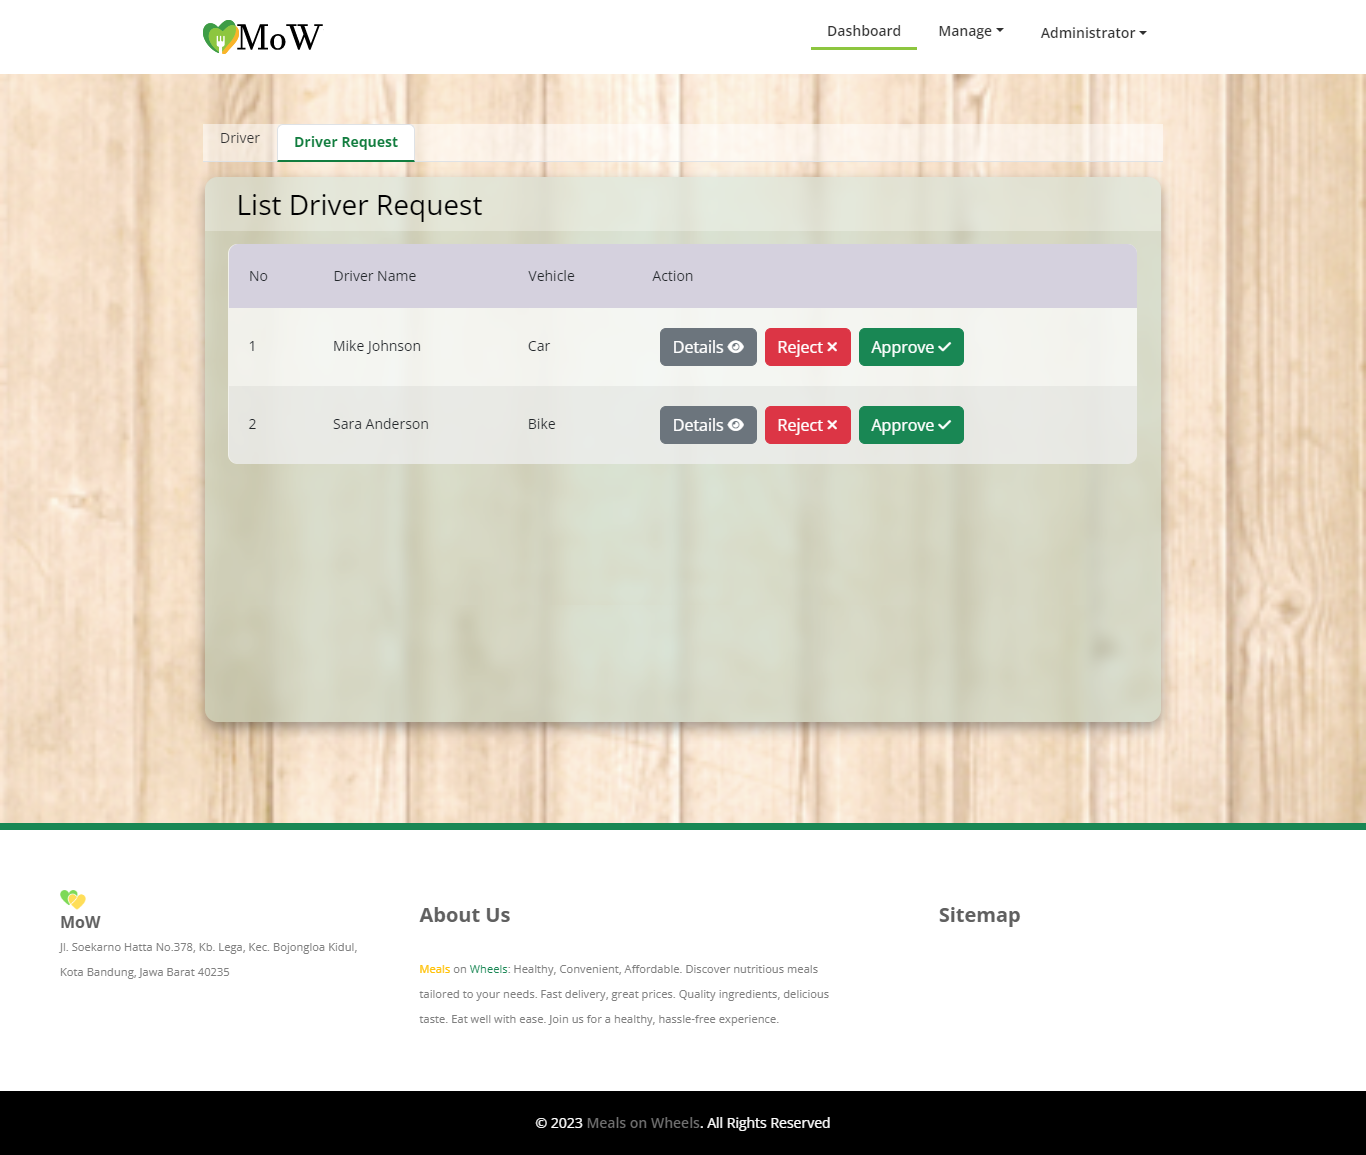 MoW
Dashboard Manage Administrator
Driver Driver Request
List Driver Request
No Driver Name Vehicle Action
1 Mike Johnson Car Details Reject Approve
2 Sara Anderson Bike Details Reject Approve
MoW
Jl. Soekarno Hatta No.378, Kb. Lega, Kec. Bojongloa Kidul,
Kota Bandung, Jawa Barat 40235
About Us
Meals on Wheels: Healthy, Convenient, Affordable. Discover nutritious meals
tailored to your needs. Fast delivery, great prices. Quality ingredients, delicious
taste. Eat well with ease. Join us for a healthy, hassle-free experience.
Sitemap
© 2023 Meals on Wheels. All Rights Reserved